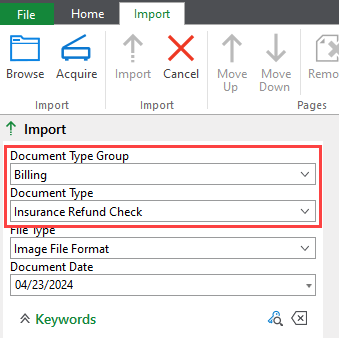 File Home Import
Browse Acquire Import Cancel Move Up Move Down Remo
Import Import Pages
Import
Document Type Group
Billing
Document Type
Insurance Refund Check
File Type
Image File Format
Document Date
04/23/2024
Keywords